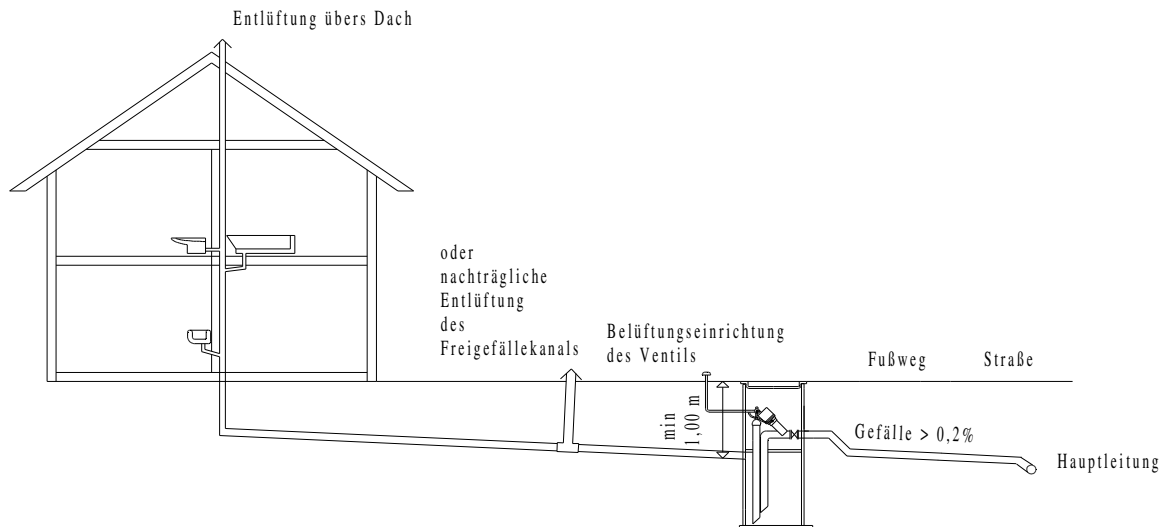 Entlüftung übers Dach
oder
nachträgliche
Entlüftung
des
Freigefällekanals
Belüftungseinrichtung
des Ventils
Fußweg
Straße
min
1,00 m
Gefälle > 0,2%
Hauptleitung